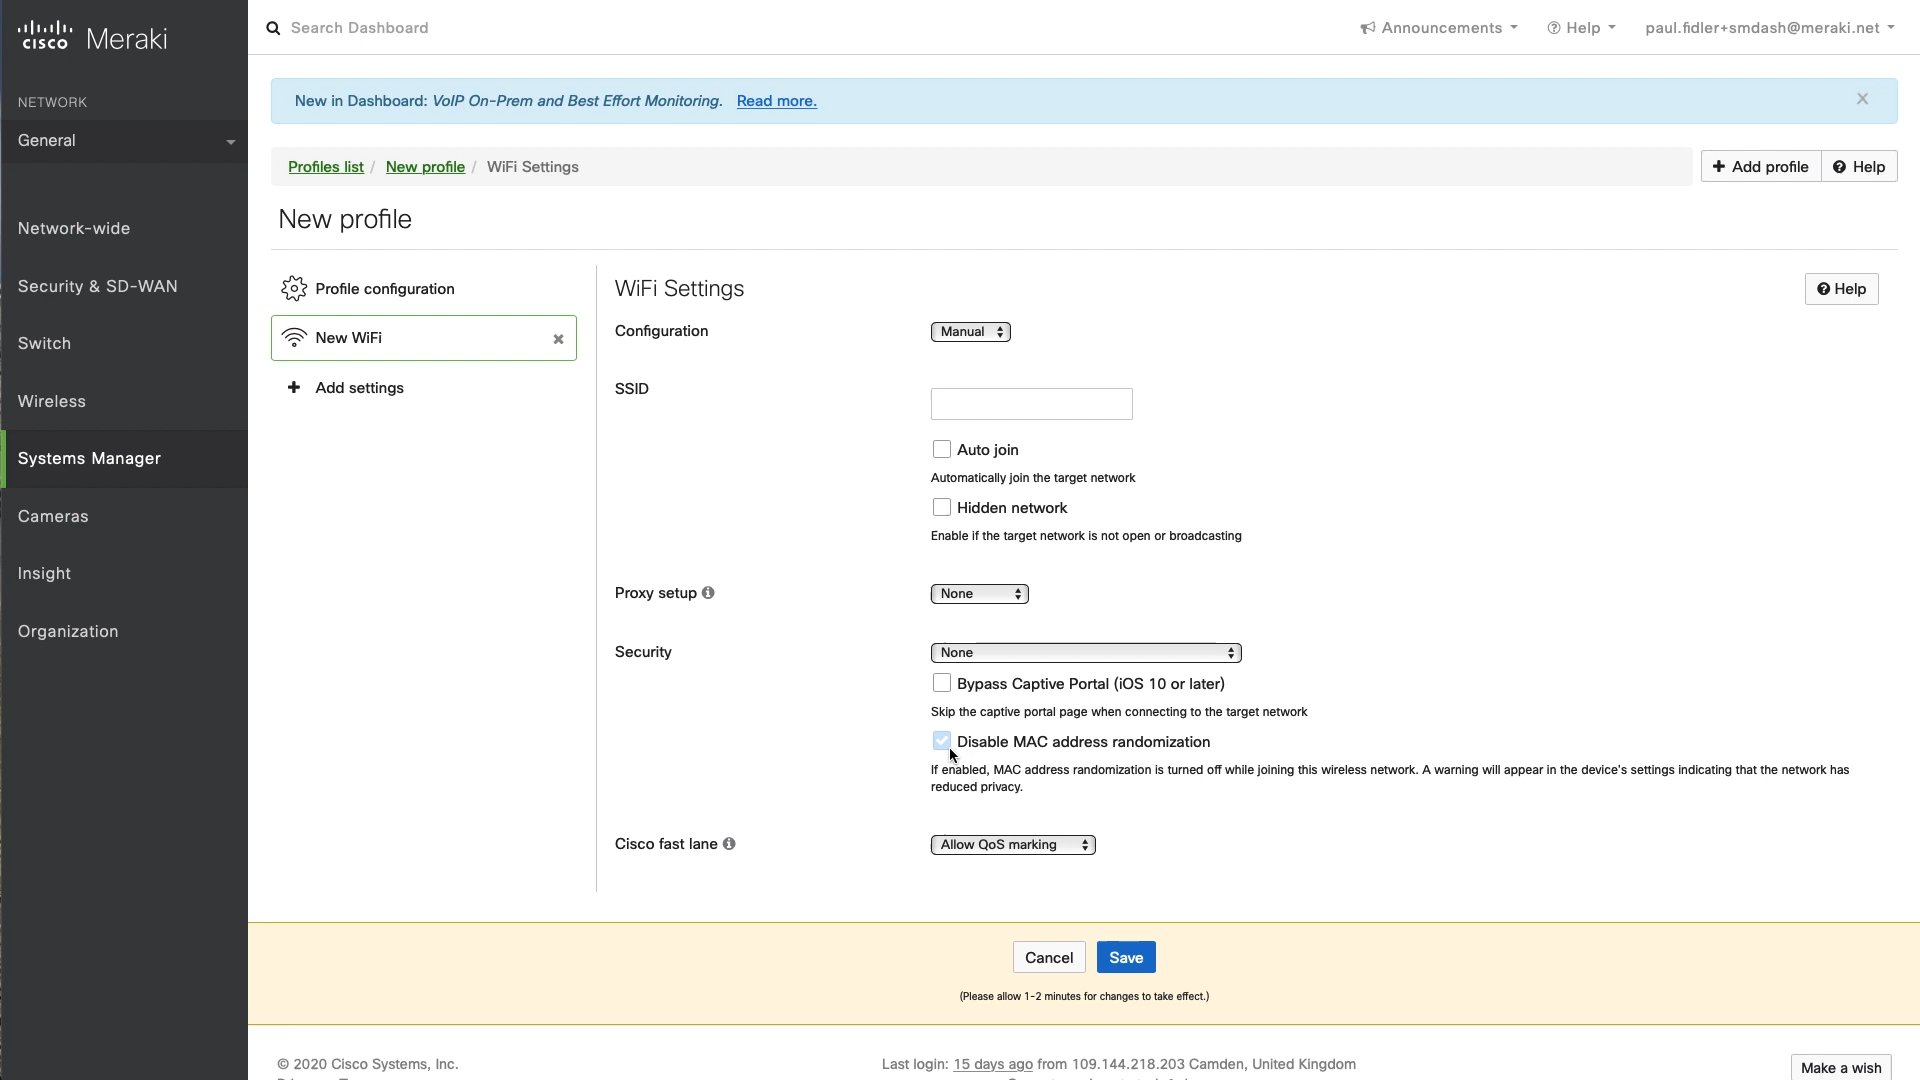 cisco Meraki
Search Dashboard
Announcements
Help
paul.fidler+smdash@meraki.net
NETWORK
General
Network-wide
Security & SD-WAN
Switch
Wireless
Systems Manager
Cameras
Insight
Organization
New in Dashboard: VoIP On-Prem and Best Effort Monitoring. Read more.
Profiles list / New profile / WiFi Settings
+ Add profile
Help
New profile
Profile configuration
New WiFi
+ Add settings
WiFi Settings
Help
Configuration
Manual
SSID
Auto join
Automatically join the target network
Hidden network
Enable if the target network is not open or broadcasting
Proxy setup
None
Security
None
Bypass Captive Portal (iOS 10 or later)
Skip the captive portal page when connecting to the target network
Disable MAC address randomization
If enabled, MAC address randomization is turned off while joining this wireless network. A warning will appear in the device's settings indicating that the network has
reduced privacy.
Cisco fast lane
Allow QoS marking
Cancel
Save
(Please allow 1-2 minutes for changes to take effect.)
© 2020 Cisco Systems, Inc.
Last login: 15 days ago from 109.144.218.203 Camden, United Kingdom
Make a wish